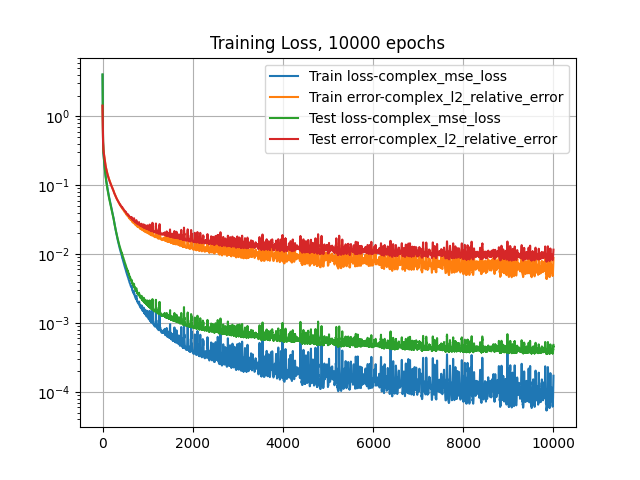 Training Loss, 10000 epochs
Train loss-complex_mse_loss
Train error-complex_l2_relative_error
Test loss-complex_mse_loss
Test error-complex_l2_relative_error
10⁰
10⁻¹
10⁻²
10⁻³
10⁻⁴
0 2000 4000 6000 8000 10000